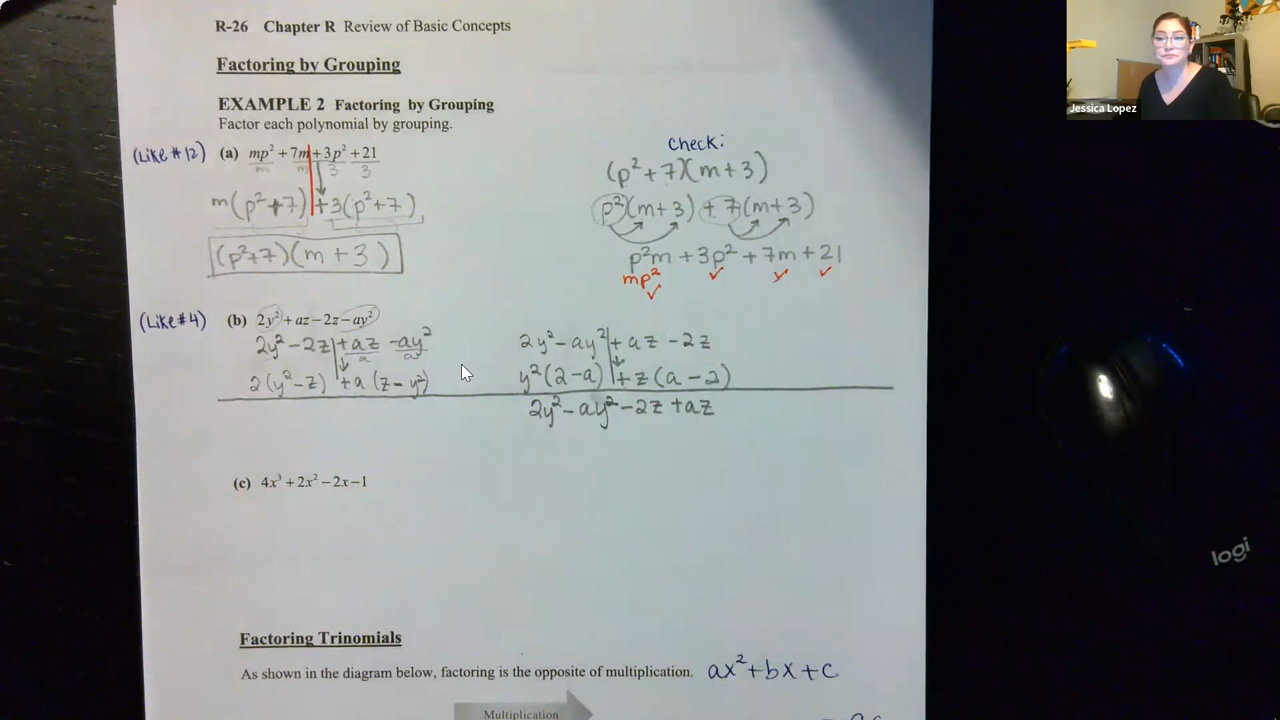 R-26 Chapter R Review of Basic Concepts
Jessica Lopez
Factoring by Grouping
EXAMPLE 2 Factoring by Grouping
Factor each polynomial by grouping.
(Like #12) (a) mp² + 7m + 3p² + 21
m m 3 3
m(p² + 7) + 3(p² + 7)
(p²+7)(m + 3)
check:
(p² + 7)(m + 3)
p²(m+3) + 7(m+3)
p²m + 3p² + 7m + 21
mp²
(Like #4) (b) 2y² + az − 2z − ay²
2y² − 2z + az − ay²
a a
2(y² − z) + a(z − y²)
2y² − ay² + az − 2z
y²(2 − a) + z(a − 2)
2y² − ay² − 2z + az
(c) 4x³ + 2x² − 2x − 1
logi
Factoring Trinomials
As shown in the diagram below, factoring is the opposite of multiplication. ax² + bx + c
Multiplication